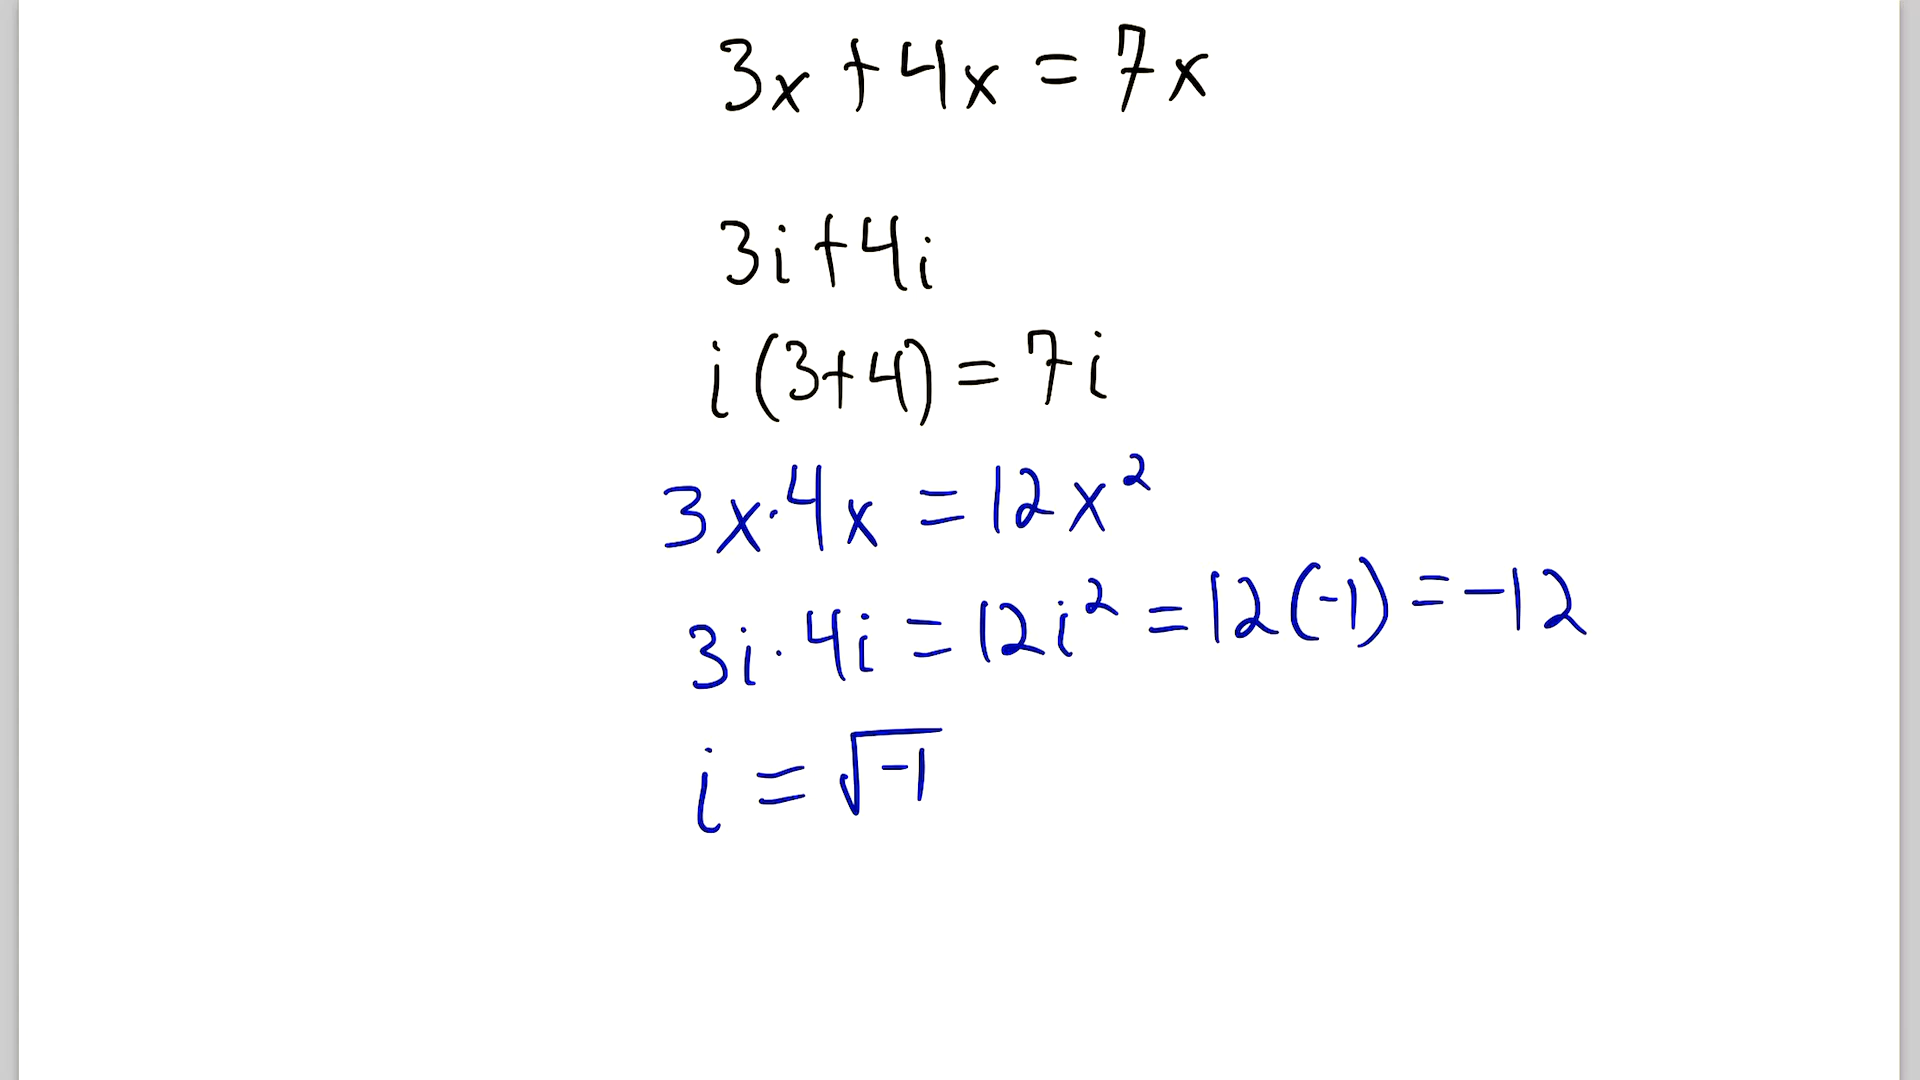 3x + 4x = 7x
3i + 4i
i (3+4) = 7i
3x·4x = 12x²
3i · 4i = 12i² = 12(-1) = -12
i = √-1